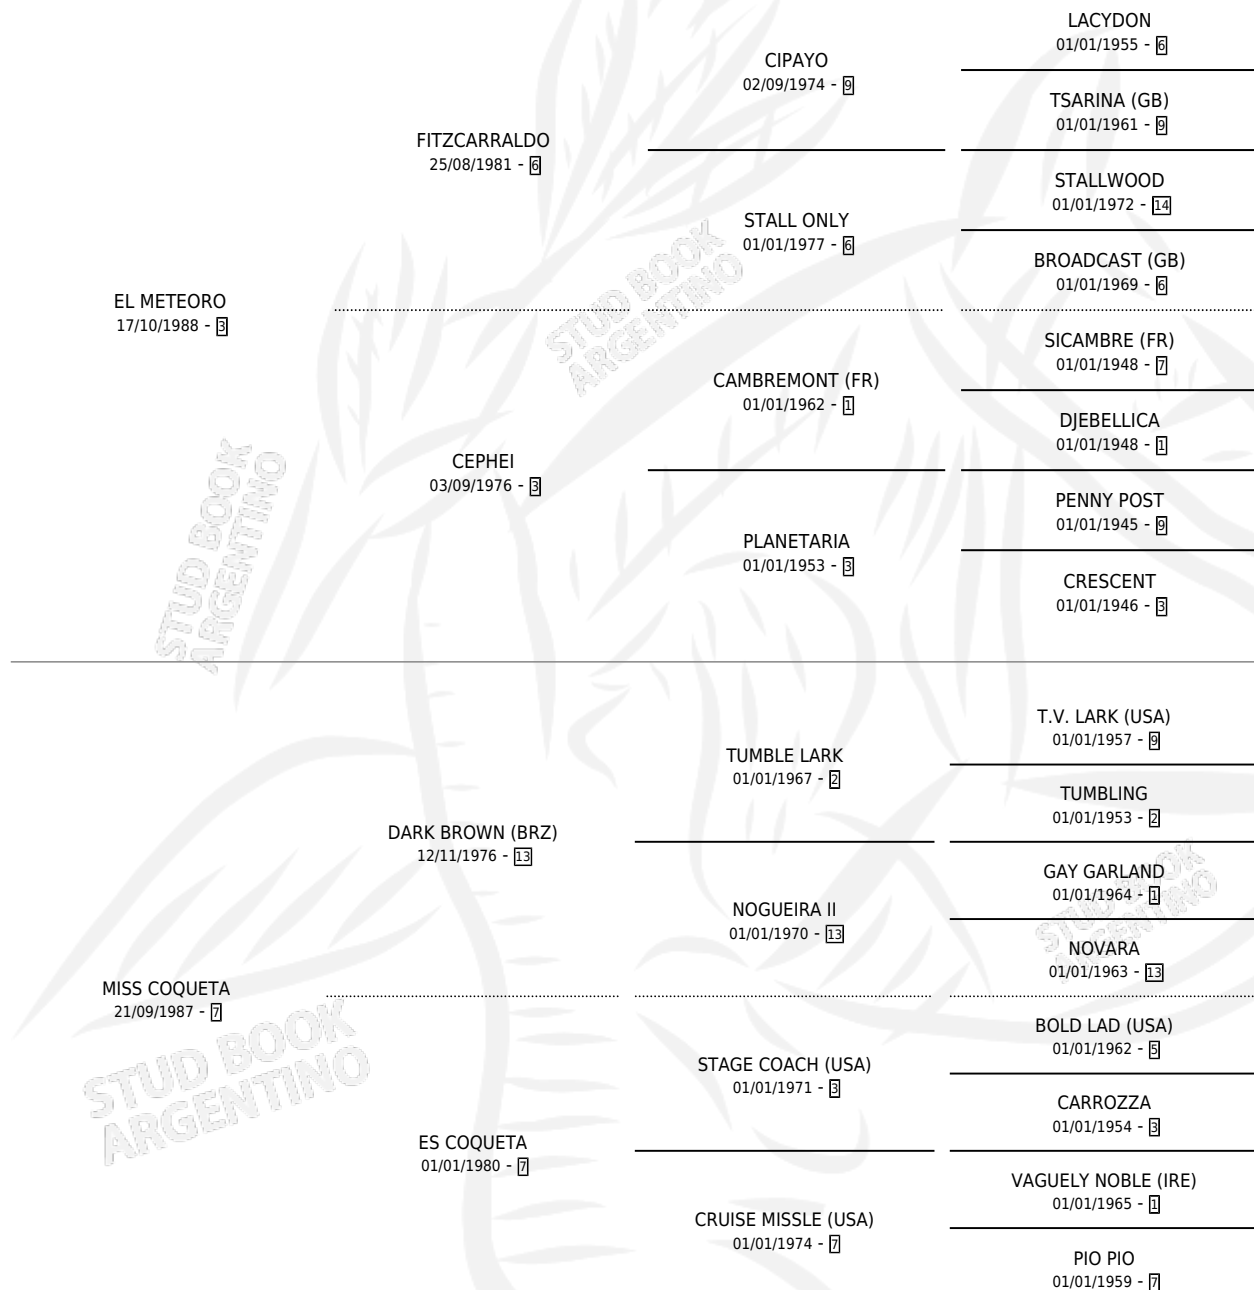 LACYDON
01/01/1955 - 6
CIPAYO
02/09/1974 - 9
TSARINA (GB)
01/01/1961 - 9
FITZCARRALDO
25/08/1981 - 6
STALLWOOD
01/01/1972 - 14
STALL ONLY
01/01/1977 - 6
BROADCAST (GB)
01/01/1969 - 6
EL METEORO
17/10/1988 - 3
SICAMBRE (FR)
01/01/1948 - 7
CAMBREMONT (FR)
01/01/1962 - 1
DJEBELLICA
01/01/1948 - 1
CEPHEI
03/09/1976 - 3
PENNY POST
01/01/1945 - 9
PLANETARIA
01/01/1953 - 3
CRESCENT
01/01/1946 - 3
T.V. LARK (USA)
01/01/1957 - 9
TUMBLE LARK
01/01/1967 - 2
TUMBLING
01/01/1953 - 2
DARK BROWN (BRZ)
12/11/1976 - 13
GAY GARLAND
01/01/1964 - 1
NOGUEIRA II
01/01/1970 - 13
NOVARA
01/01/1963 - 13
MISS COQUETA
21/09/1987 - 7
BOLD LAD (USA)
01/01/1962 - 5
STAGE COACH (USA)
01/01/1971 - 3
CARROZZA
01/01/1954 - 3
ES COQUETA
01/01/1980 - 7
VAGUELY NOBLE (IRE)
01/01/1965 - 1
CRUISE MISSLE (USA)
01/01/1974 - 7
PIO PIO
01/01/1959 - 7
STUD BOOK
ARGENTINO
STUD BOOK
ARGENTINO
STUD BOOK
ARGENTINO
STUD BOOK
ARGENTINO